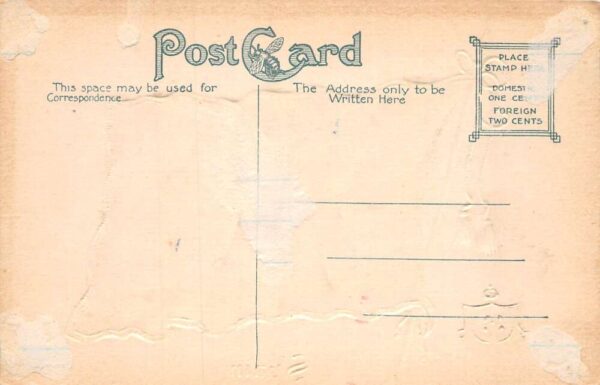 Post Card
This space may be used for
Correspondence
The Address only to be
Written Here
PLACE
STAMP HERE
DOMESTIC
ONE CENT
FOREIGN
TWO CENTS